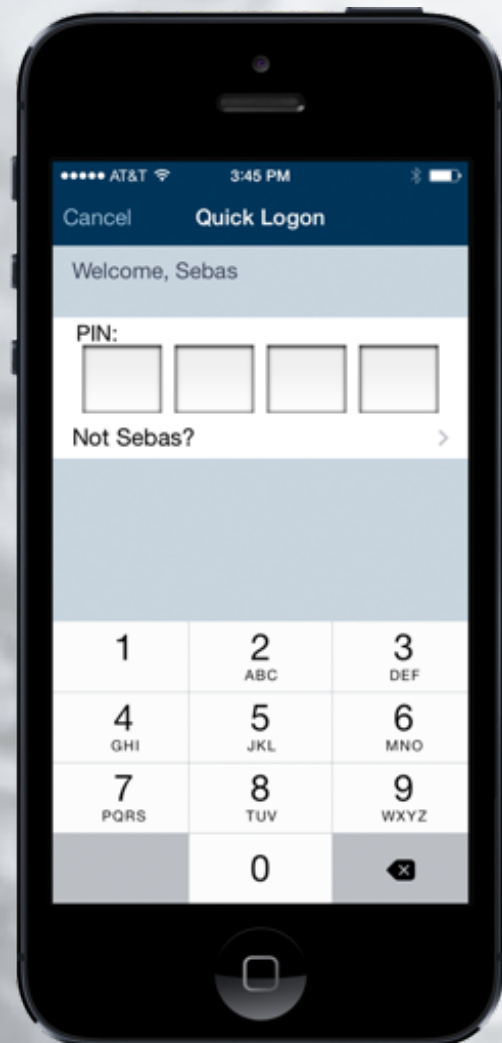 AT&T 3:45 PM
Cancel Quick Logon
Welcome, Sebas
PIN:
Not Sebas? >
1 2 3
ABC DEF
4 5 6
GHI JKL MNO
7 8 9
PQRS TUV WXYZ
0